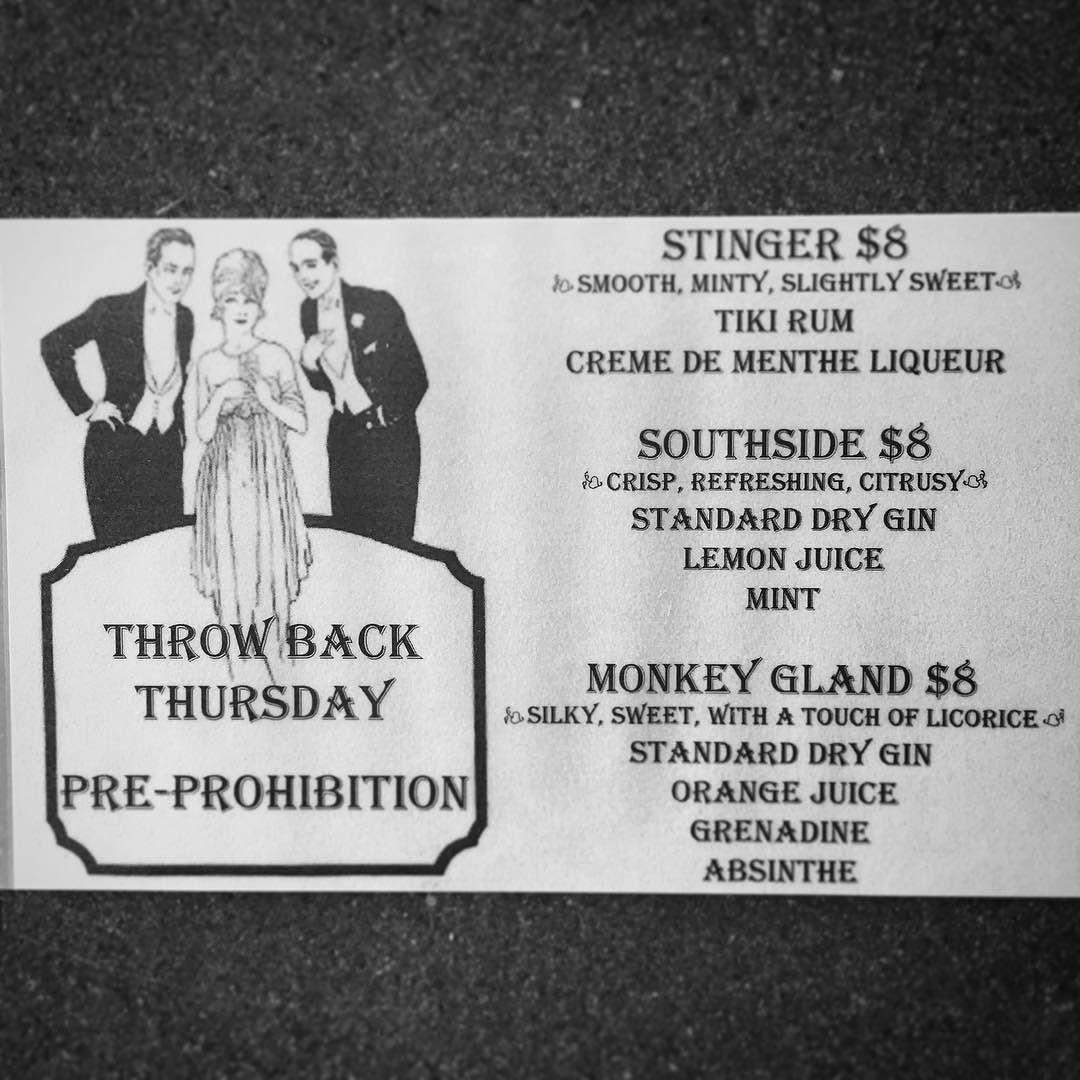 THROW BACK
THURSDAY
PRE-PROHIBITION
STINGER $8
SMOOTH, MINTY, SLIGHTLY SWEET
TIKI RUM
CREME DE MENTHE LIQUEUR
SOUTHSIDE $8
CRISP, REFRESHING, CITRUSY
STANDARD DRY GIN
LEMON JUICE
MINT
MONKEY GLAND $8
SILKY, SWEET, WITH A TOUCH OF LICORICE
STANDARD DRY GIN
ORANGE JUICE
GRENADINE
ABSINTHE